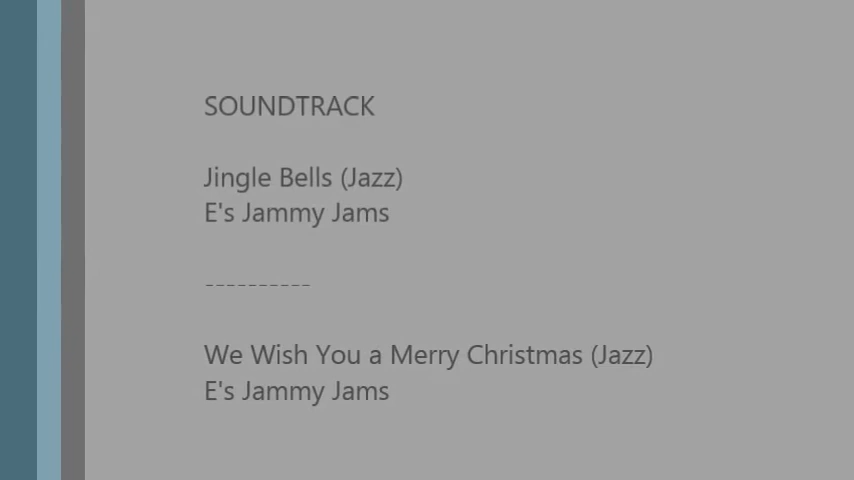 SOUNDTRACK
Jingle Bells (Jazz)
E's Jammy Jams
----------
We Wish You a Merry Christmas (Jazz)
E's Jammy Jams